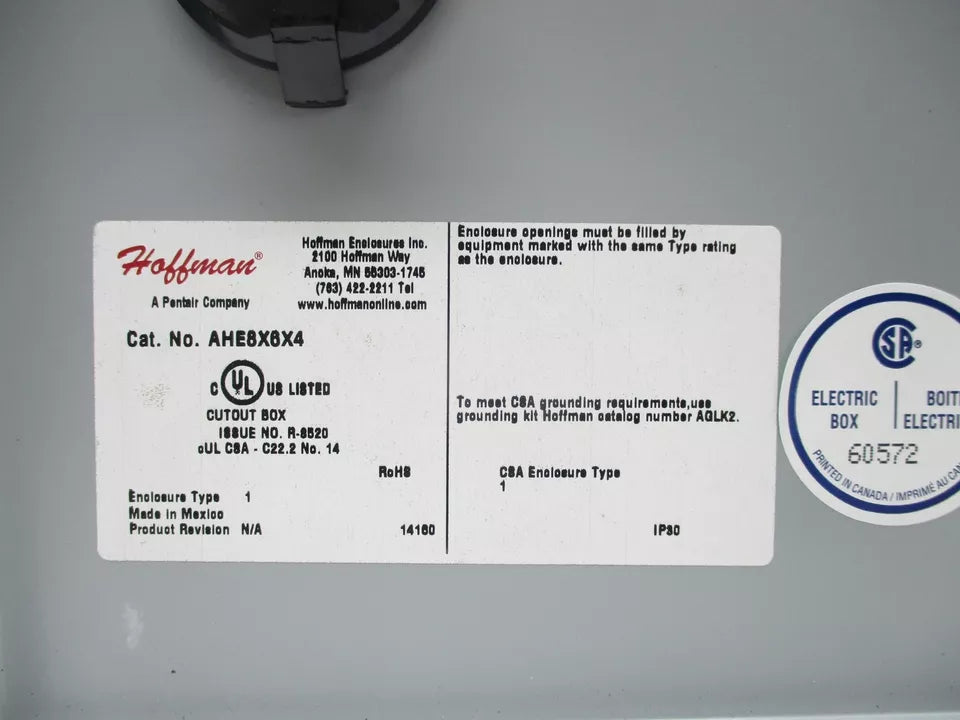 Hoffman®
A Pentair Company
Hoffman Enclosures Inc.
2100 Hoffman Way
Anoka, MN 55303-1745
(763) 422-2211 Tel
www.hoffmanonline.com
Cat. No.
C UL® US LISTED
CUTOUT BOX
ISSUE NO.
cUL CSA - C22.2 No. 14
RoHS
Enclosure Type 1
Made in Mexico
Product Revision N/A
Enclosure openings must be filled by
equipment marked with the same Type rating
as the enclosure.
To meet CSA grounding requirements,use
grounding kit Hoffman catalog number AGLK2.
CSA Enclosure Type
1
IP30
CSA®
ELECTRIC BOX
BOIT
ELECTRI
60572
PRINTED IN CANADA / IMPRIMÉ AU CAN